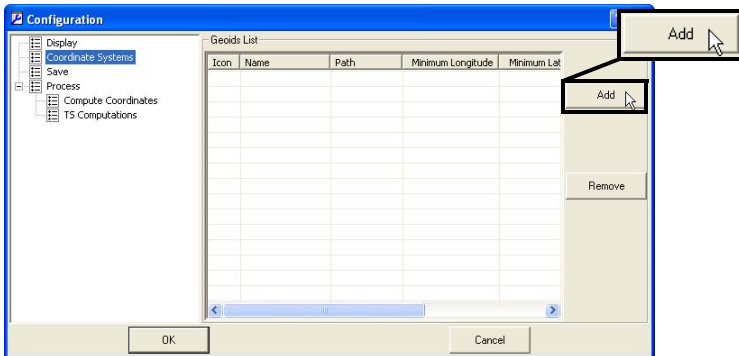 Configuration
Add
Display
Coordinate Systems
Save
Process
Compute Coordinates
TS Computations
Geoids List
Icon Name Path Minimum Longitude Minimum Lat
Add
Remove
OK Cancel